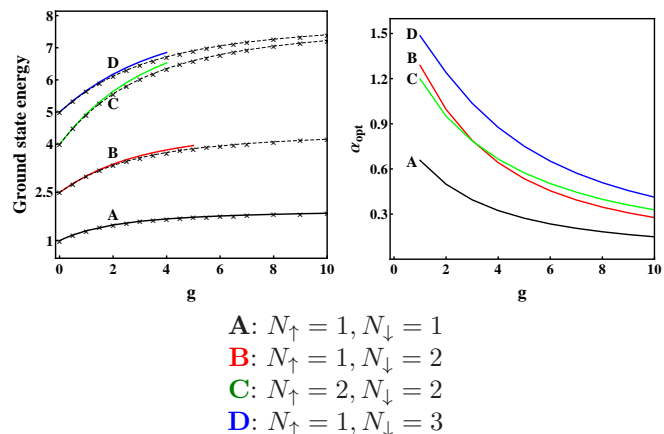 8
7
5
4
2.5
1
0
2
4
6
8
10
Ground state energy
g
D
C
B
A
1.5
1.2
0.9
0.6
0.3
0
2
4
6
8
10
α_opt
g
D
B
C
A
A: N↑ = 1, N↓ = 1
B: N↑ = 1, N↓ = 2
C: N↑ = 2, N↓ = 2
D: N↑ = 1, N↓ = 3